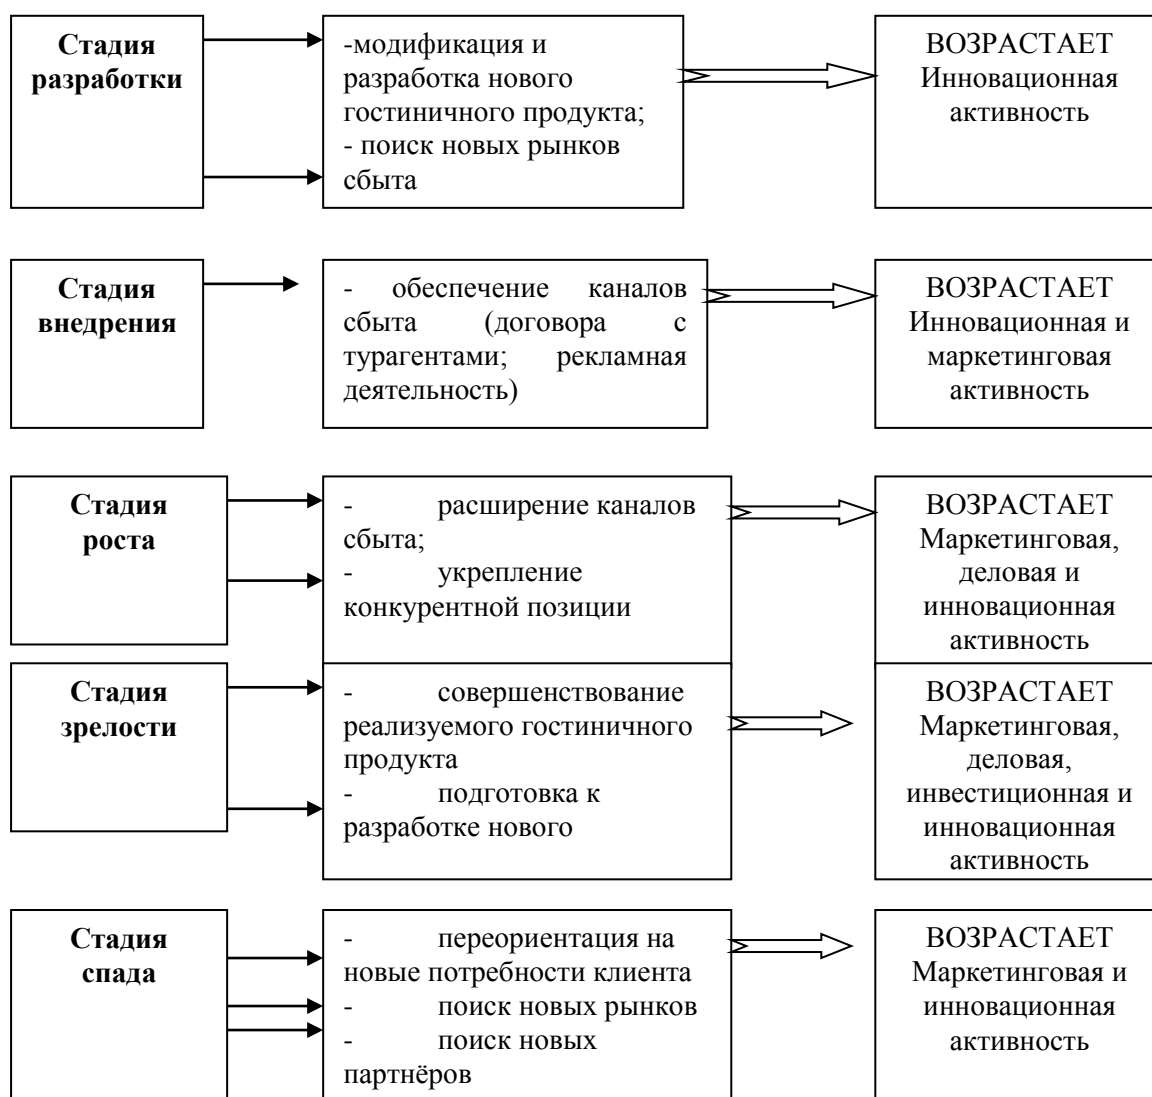 Стадия
разработки
-модификация и
разработка нового
гостиничного продукта;
- поиск новых рынков
сбыта
ВОЗРАСТАЕТ
Инновационная
активность
Стадия
внедрения
- обеспечение каналов
сбыта (договора с
турагентами; рекламная
деятельность)
ВОЗРАСТАЕТ
Инновационная и
маркетинговая
активность
Стадия
роста
- расширение каналов
сбыта;
- укрепление
конкурентной позиции
ВОЗРАСТАЕТ
Маркетинговая,
деловая и
инновационная
активность
Стадия
зрелости
- совершенствование
реализуемого гостиничного
продукта
- подготовка к
разработке нового
ВОЗРАСТАЕТ
Маркетинговая,
деловая,
инвестиционная и
инновационная
активность
Стадия
спада
- переориентация на
новые потребности клиента
- поиск новых рынков
- поиск новых
партнёров
ВОЗРАСТАЕТ
Маркетинговая и
инновационная
активность